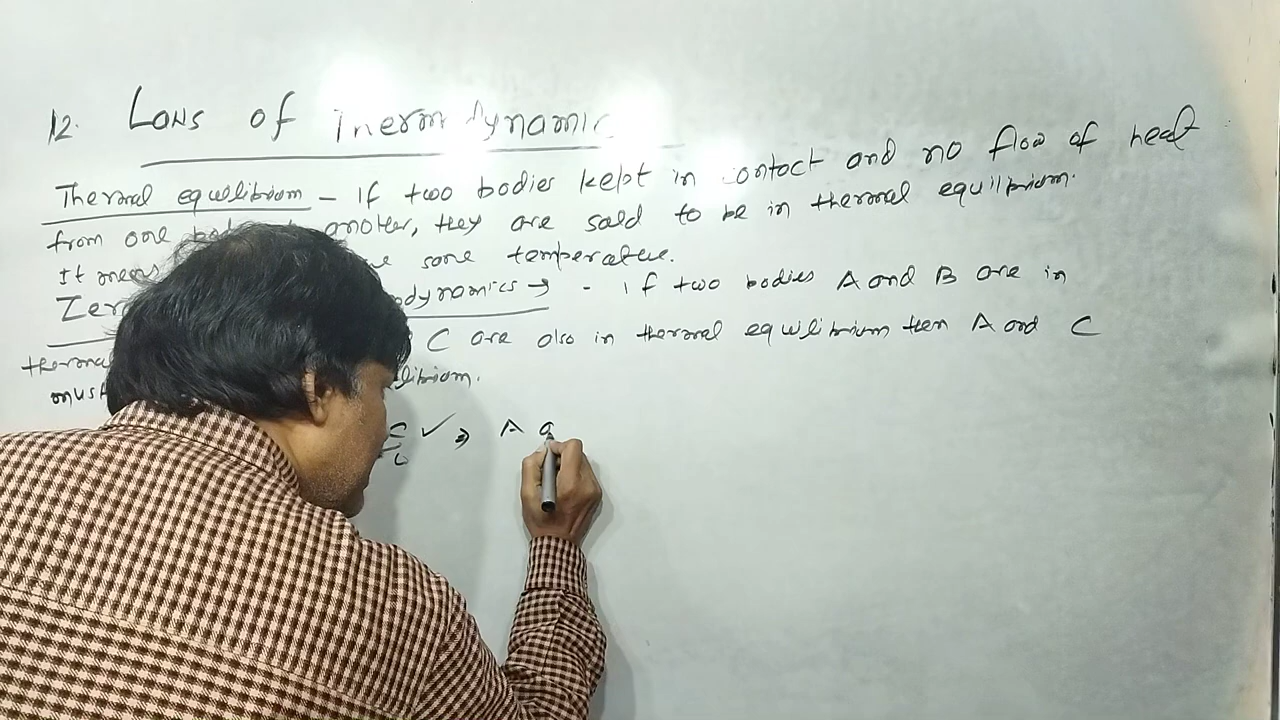 12. Laws of Thermodynamic
Thermal equilibrium - If two bodies kept in contact and no flow of heat
from one another, they are said to be in thermal equilibrium.
It means same temperature.
Zero odynamics → - if two bodies A and B are in
C are also in thermal equilibrium then A and C
must librium.
C ✓ ⇒ A a